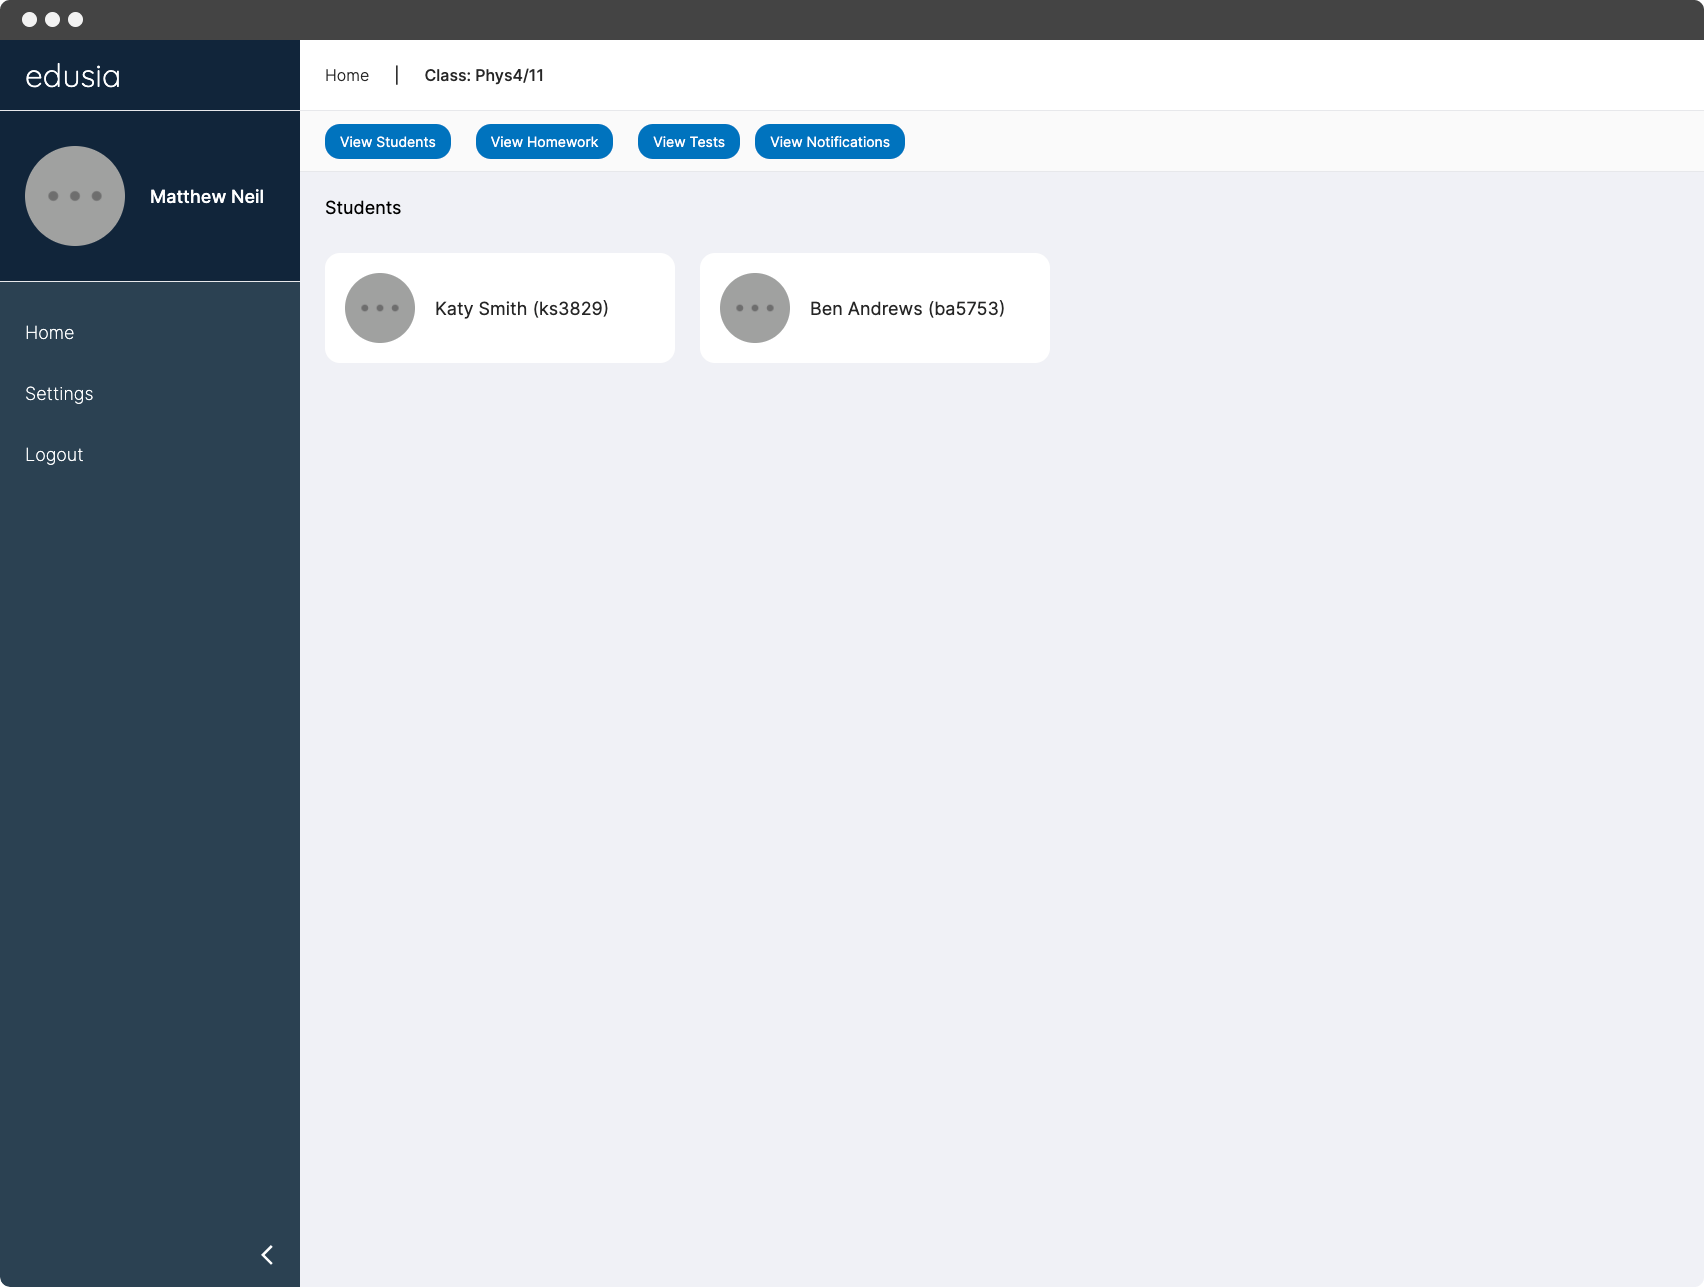 edusia
Home | Class: Phys4/11
View Students View Homework View Tests View Notifications
Matthew Neil
Students
Katy Smith (ks3829) Ben Andrews (ba5753)
Home
Settings
Logout